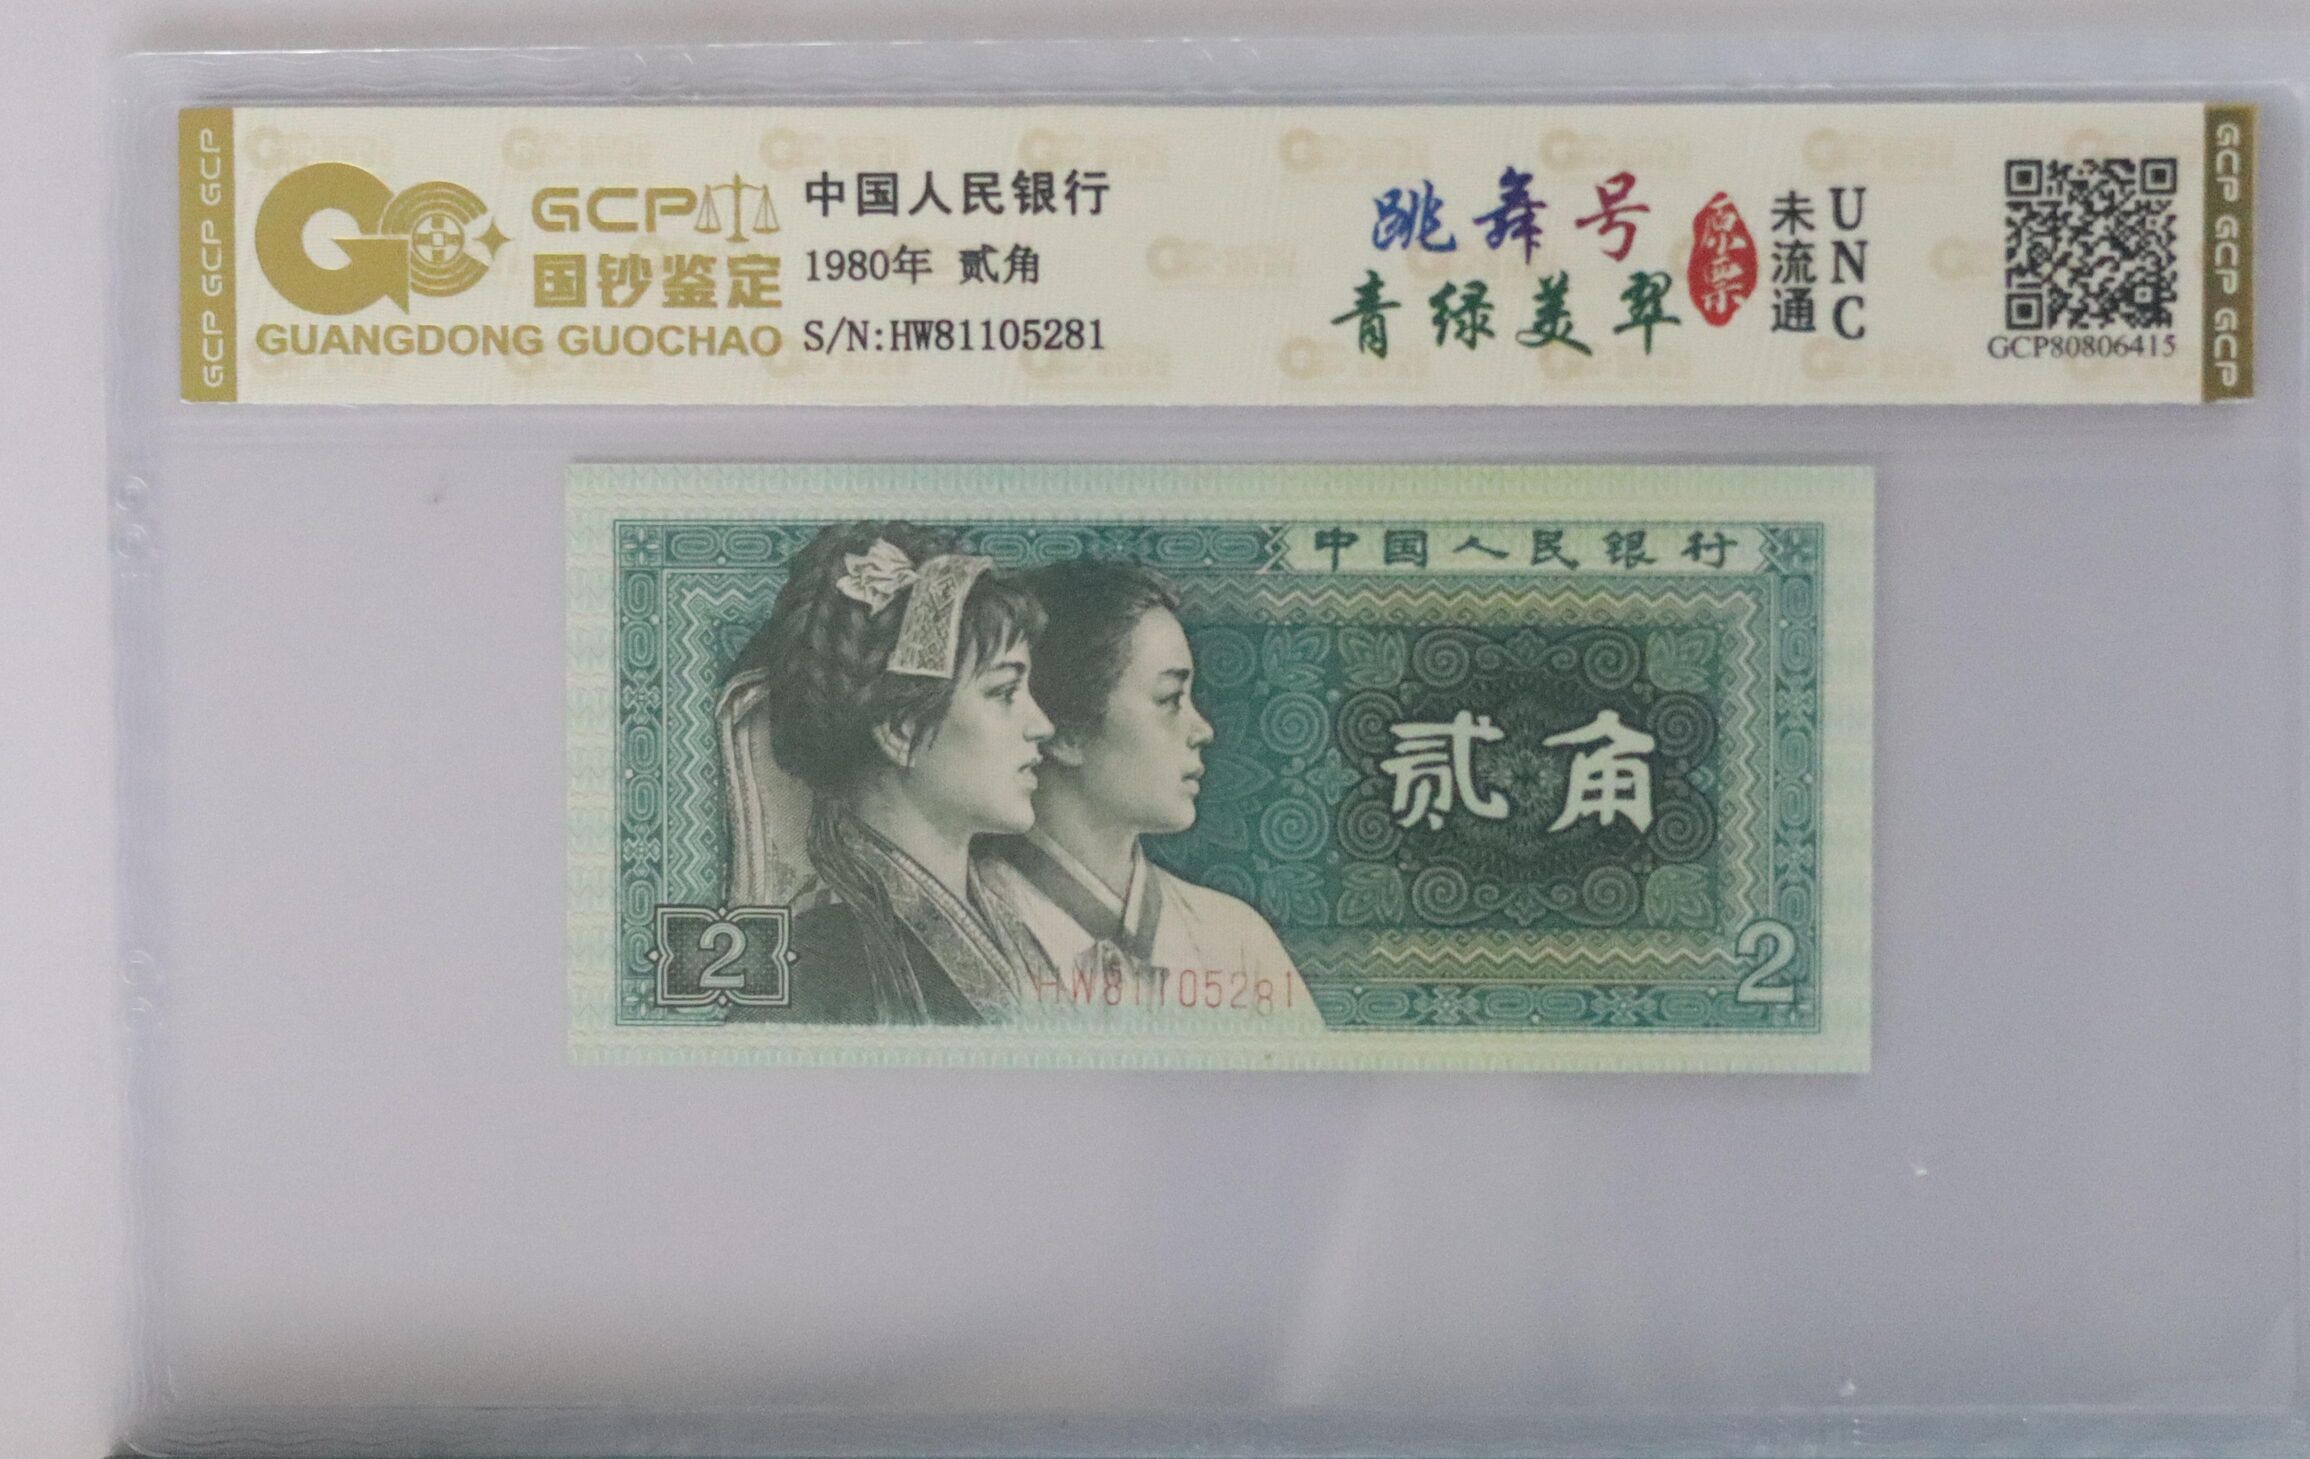 GCP GCP GCP
GCP
国钞鉴定
GUANGDONG GUOCHAO
中国人民银行
1980年 贰角
S/N:HW81105281
跳舞号
青绿美翠
原票
未流通
UNC
GCP80806415
GCP GCP GCP
中国人民银行
贰角
2
HW81105281
2